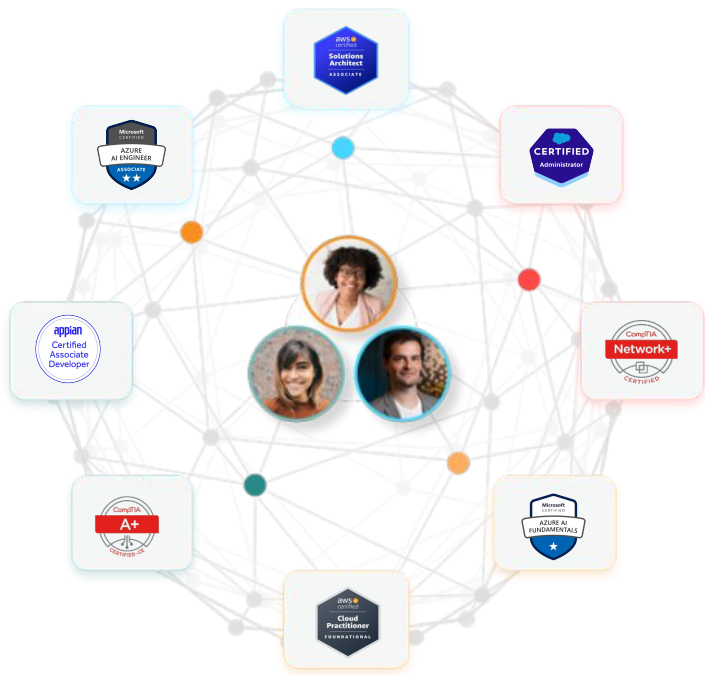 aws
certified
Solutions
Architect
ASSOCIATE
Microsoft
CERTIFIED
AZURE
AI ENGINEER
ASSOCIATE
CERTIFIED
Administrator
appian
Certified
Associate
Developer
CompTIA
Network+
CERTIFIED
CompTIA
A+
CERTIFIED-CE
Microsoft
CERTIFIED
AZURE AI
FUNDAMENTALS
aws
certified
Cloud
Practitioner
FOUNDATIONAL